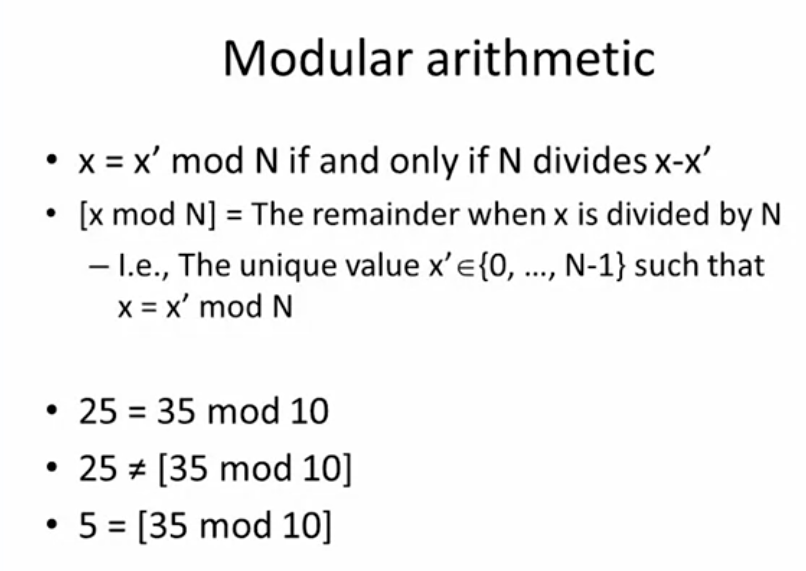 Modular arithmetic
• x = x′ mod N if and only if N divides x-x′
• [x mod N] = The remainder when x is divided by N
– I.e., The unique value x′∈{0, ..., N-1} such that
x = x′ mod N
• 25 = 35 mod 10
• 25 ≠ [35 mod 10]
• 5 = [35 mod 10]